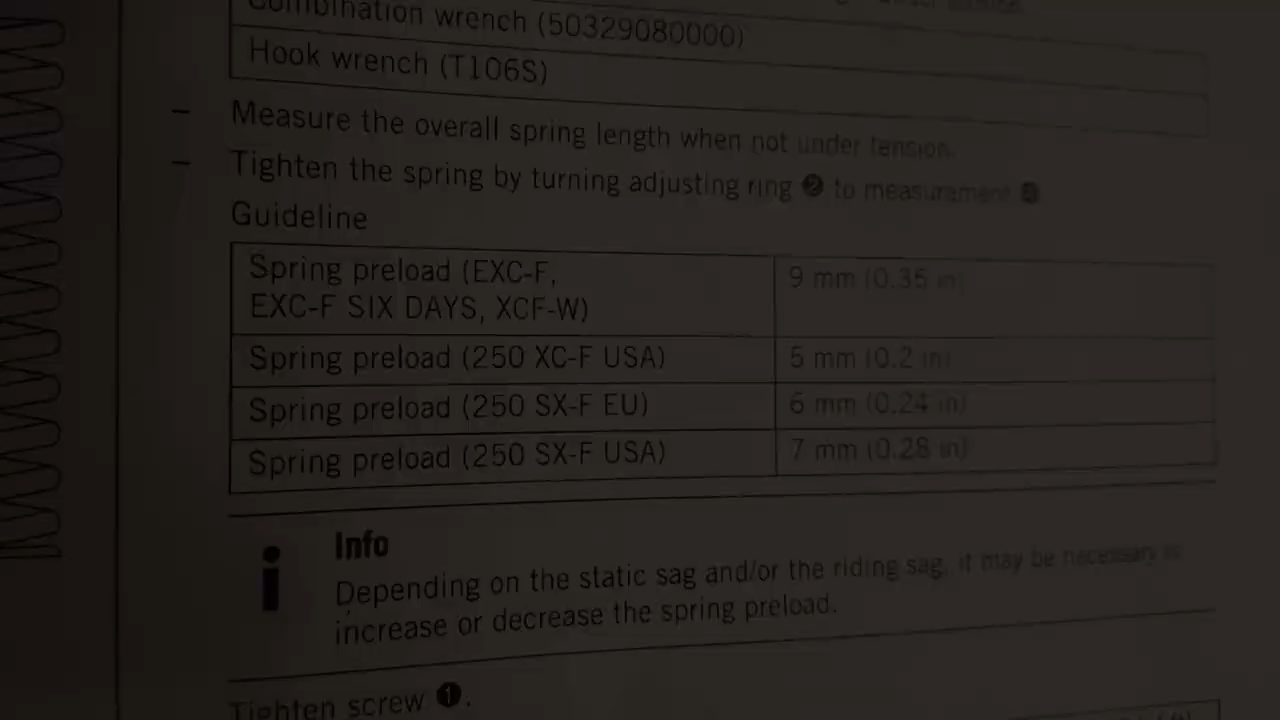 Combination wrench (50329080000)
Hook wrench (T106S)
– Measure the overall spring length when not under tension.
– Tighten the spring by turning adjusting ring 2 to measurement
Guideline
Spring preload (EXC-F, EXC-F SIX DAYS, XCF-W) 9 mm (0.35 in)
Spring preload (250 XC-F USA) 5 mm (0.2 in)
Spring preload (250 SX-F EU) 6 mm (0.24 in)
Spring preload (250 SX-F USA) 7 mm (0.28 in)
Info
Depending on the static sag and/or the riding sag, it may be necessary to
increase or decrease the spring preload.
Tighten screw 1.